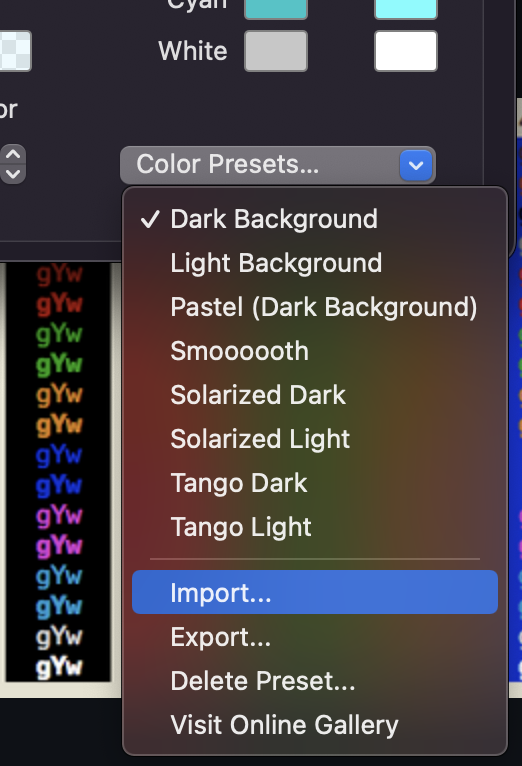 Cyan
White
or
Color Presets...
✓ Dark Background
Light Background
Pastel (Dark Background)
Smoooooth
Solarized Dark
Solarized Light
Tango Dark
Tango Light
Import...
Export...
Delete Preset...
Visit Online Gallery
gYw
gYw
gYw
gYw
gYw
gYw
gYw
gYw
gYw
gYw
gYw
gYw
gYw
gYw